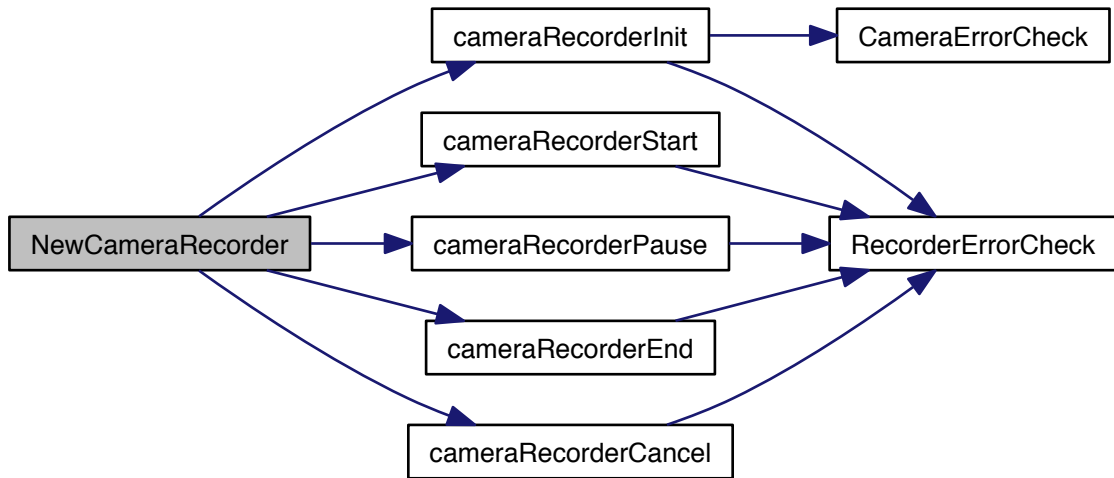 cameraRecorderInit
CameraErrorCheck
cameraRecorderStart
NewCameraRecorder
cameraRecorderPause
RecorderErrorCheck
cameraRecorderEnd
cameraRecorderCancel